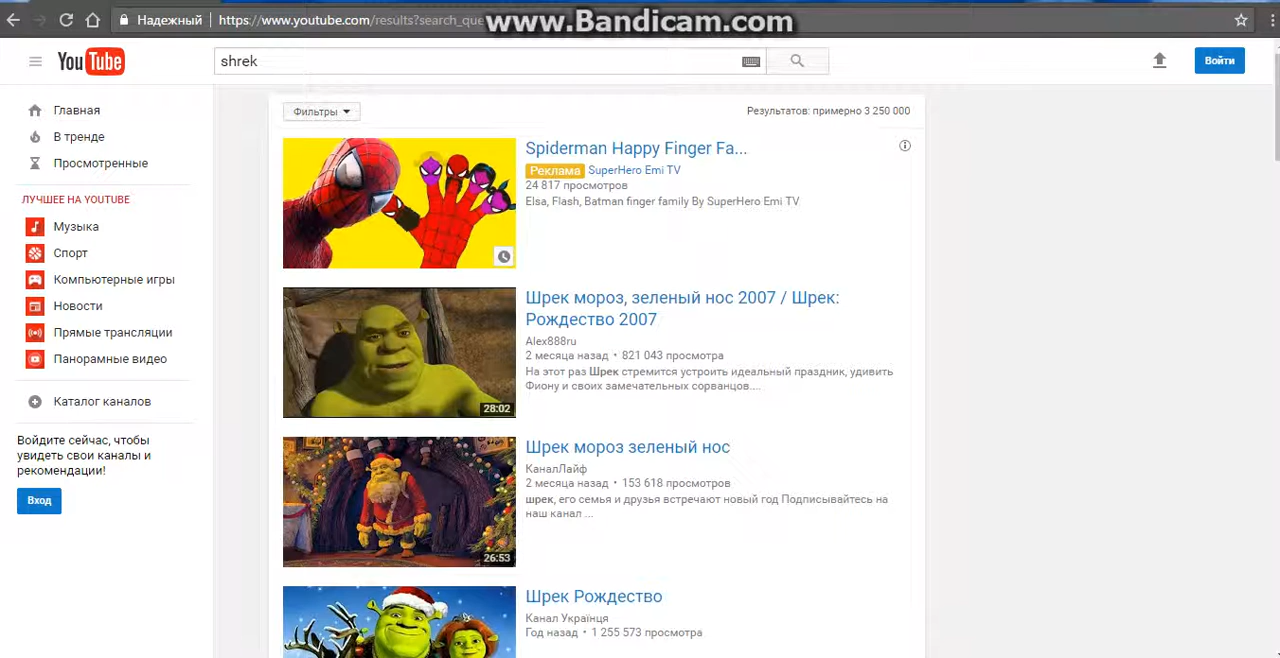 Надежный
https://www.youtube.com/results?search_que
www.Bandicam.com
YouTube
shrek
Войти
Главная
В тренде
Просмотренные
ЛУЧШЕЕ НА YOUTUBE
Музыка
Спорт
Компьютерные игры
Новости
Прямые трансляции
Панорамные видео
Каталог каналов
Войдите сейчас, чтобы
увидеть свои каналы и
рекомендации!
Вход
Фильтры
Результатов: примерно 3 250 000
Spiderman Happy Finger Fa...
Реклама SuperHero Emi TV
24 817 просмотров
Elsa, Flash, Batman finger family By SuperHero Emi TV
28:02
Шрек мороз, зеленый нос 2007 / Шрек:
Рождество 2007
Alex888ru
2 месяца назад • 821 043 просмотра
На этот раз Шрек стремится устроить идеальный праздник, удивить
Фиону и своих замечательных сорванцов....
26:53
Шрек мороз зеленый нос
КаналЛайф
2 месяца назад • 153 618 просмотров
шрек, его семья и друзья встречают новый год Подписывайтесь на
наш канал ...
Шрек Рождество
Канал Українця
Год назад • 1 255 573 просмотра